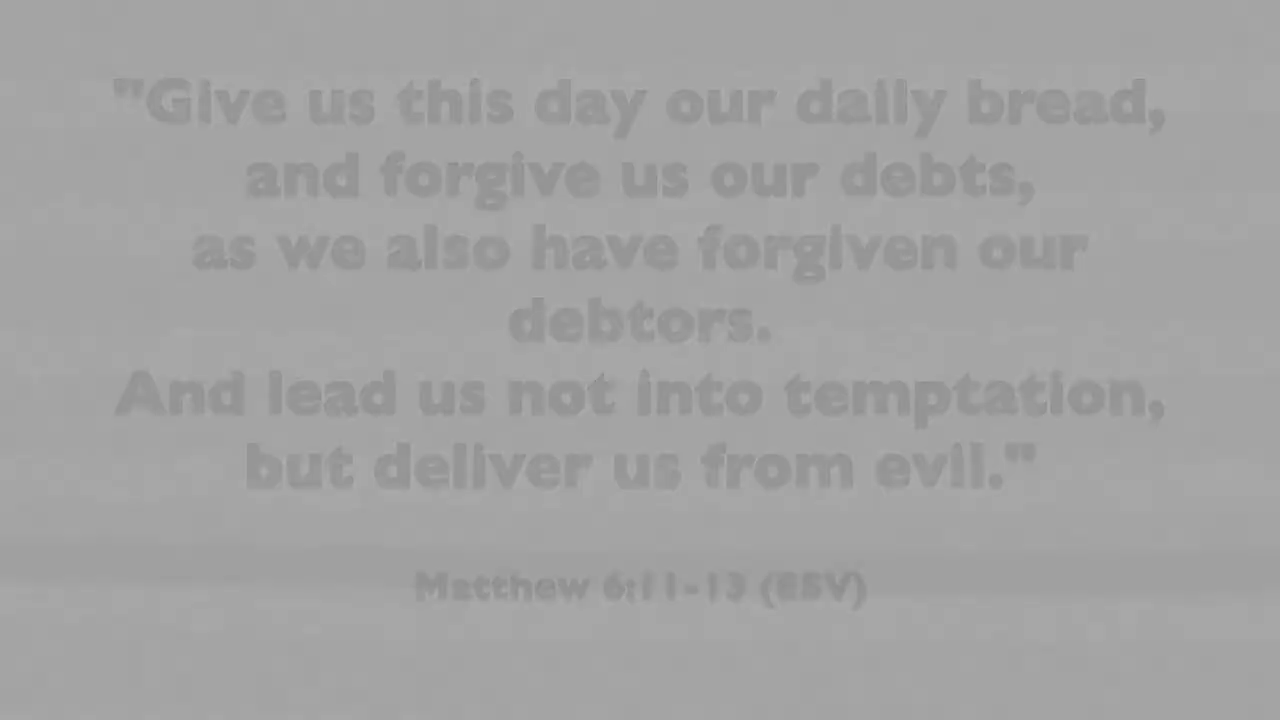 "Give us this day our daily bread,
and forgive us our debts,
as we also have forgiven our
debtors.
And lead us not into temptation,
but deliver us from evil."
Matthew 6:11-13 (ESV)